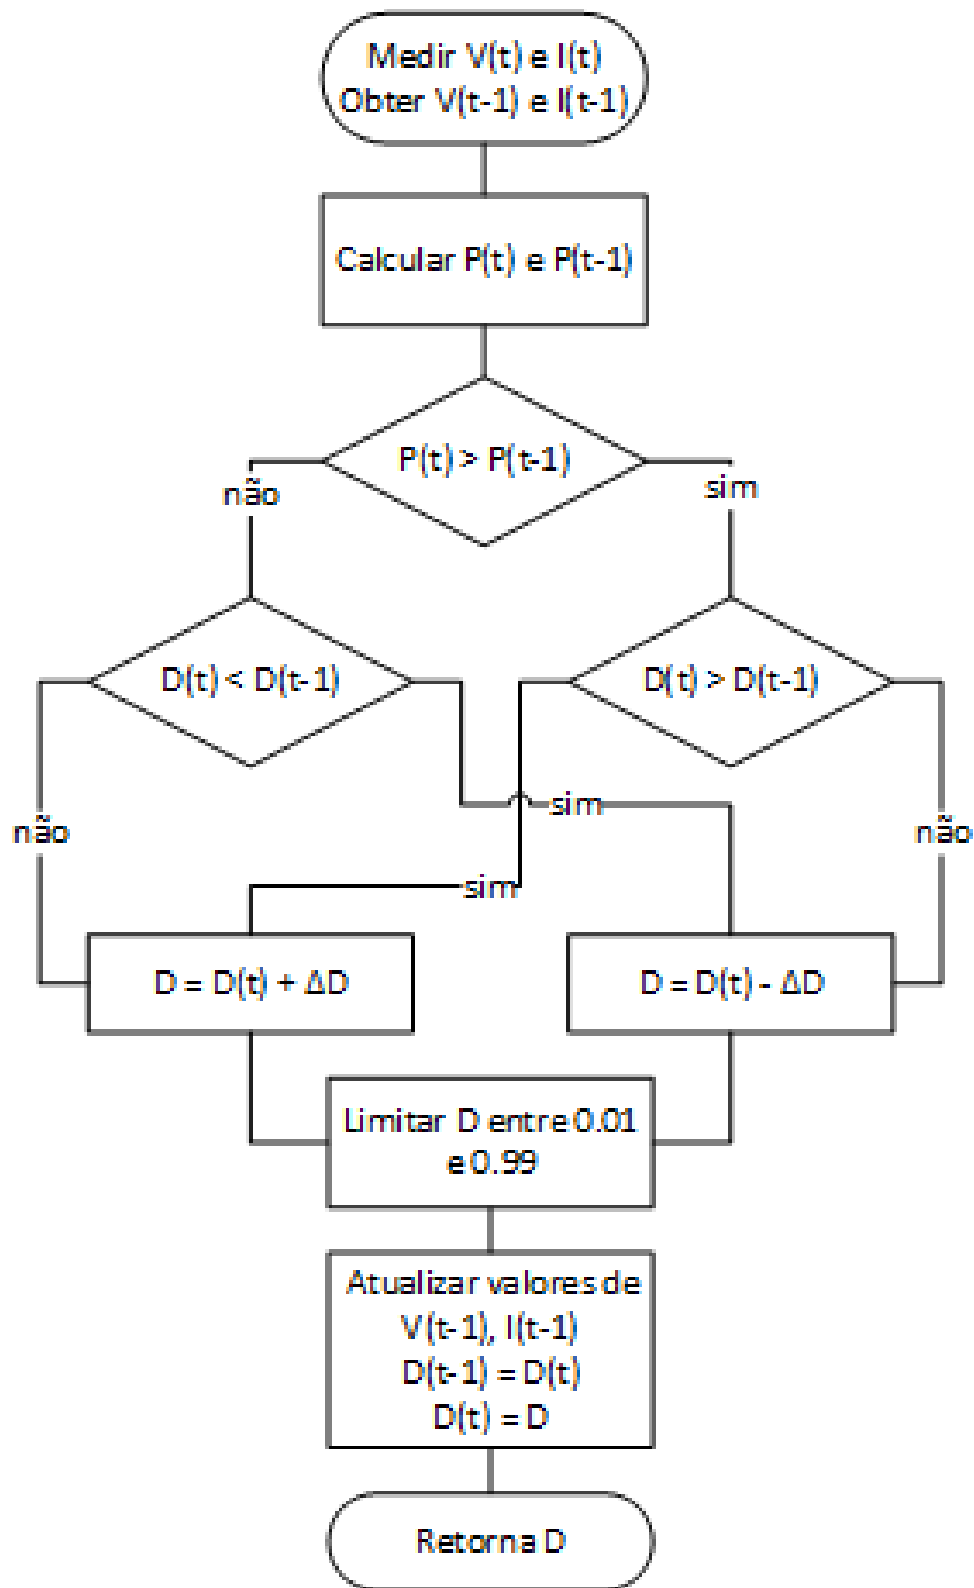 Medir V(t) e I(t)
Obter V(t-1) e I(t-1)
Calcular P(t) e P(t-1)
P(t) > P(t-1)
não
sim
D(t) < D(t-1)
D(t) > D(t-1)
não
sim
não
sim
D = D(t) + ΔD
D = D(t) - ΔD
Limitar D entre 0.01
e 0.99
Atualizar valores de
V(t-1), I(t-1)
D(t-1) = D(t)
D(t) = D
Retorna D